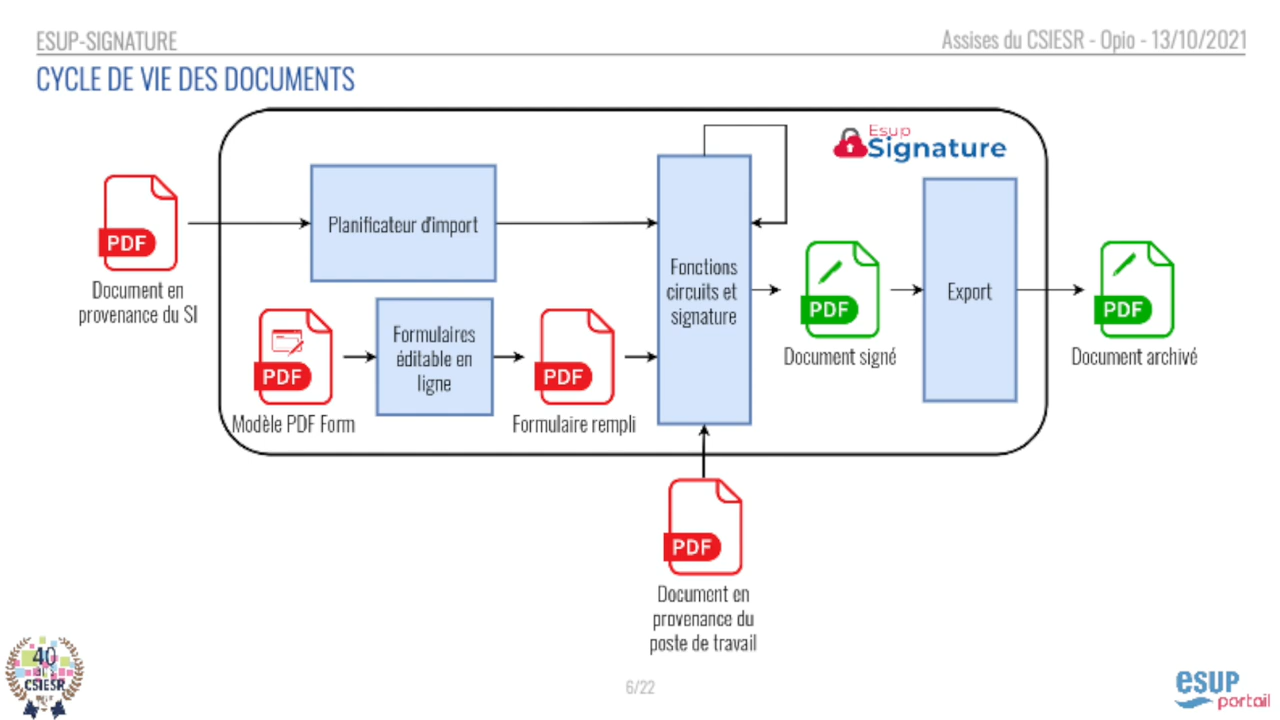 ESUP-SIGNATURE
Assises du CSIESR - Opio - 13/10/2021
CYCLE DE VIE DES DOCUMENTS
Esup
Signature
PDF
Document en
provenance du SI
Planificateur d'import
PDF
Modèle PDF Form
Formulaires
éditable en
ligne
PDF
Formulaire rempli
Fonctions
circuits et
signature
PDF
Document signé
Export
PDF
Document archivé
PDF
Document en
provenance du
poste de travail
40
ans
CSIESR
6/22
esup
portail